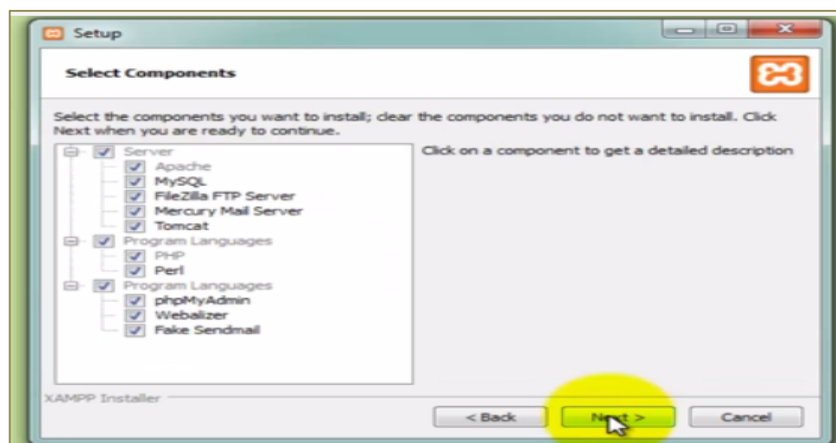 Setup
Select Components
Select the components you want to install; clear the components you do not want to install. Click
Next when you are ready to continue.
Server
Apache
MySQL
FileZilla FTP Server
Mercury Mail Server
Tomcat
Program Languages
PHP
Perl
Program Languages
phpMyAdmin
Webalizer
Fake Sendmail
Click on a component to get a detailed description
XAMPP Installer
< Back
Next >
Cancel